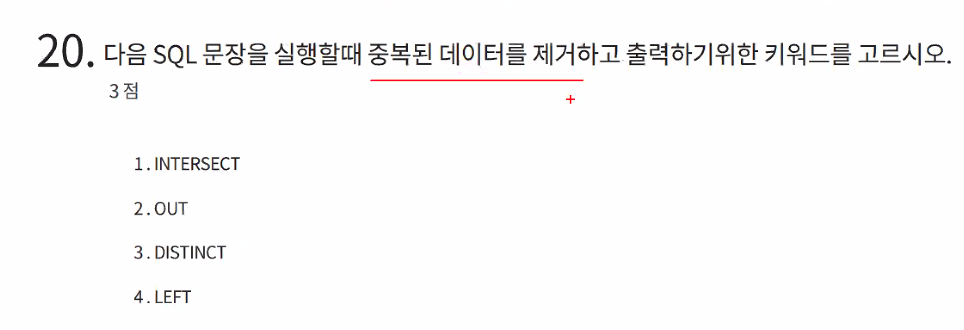 20. 다음 SQL 문장을 실행할때 중복된 데이터를 제거하고 출력하기위한 키워드를 고르시오.
3 점
1. INTERSECT
2. OUT
3. DISTINCT
4. LEFT